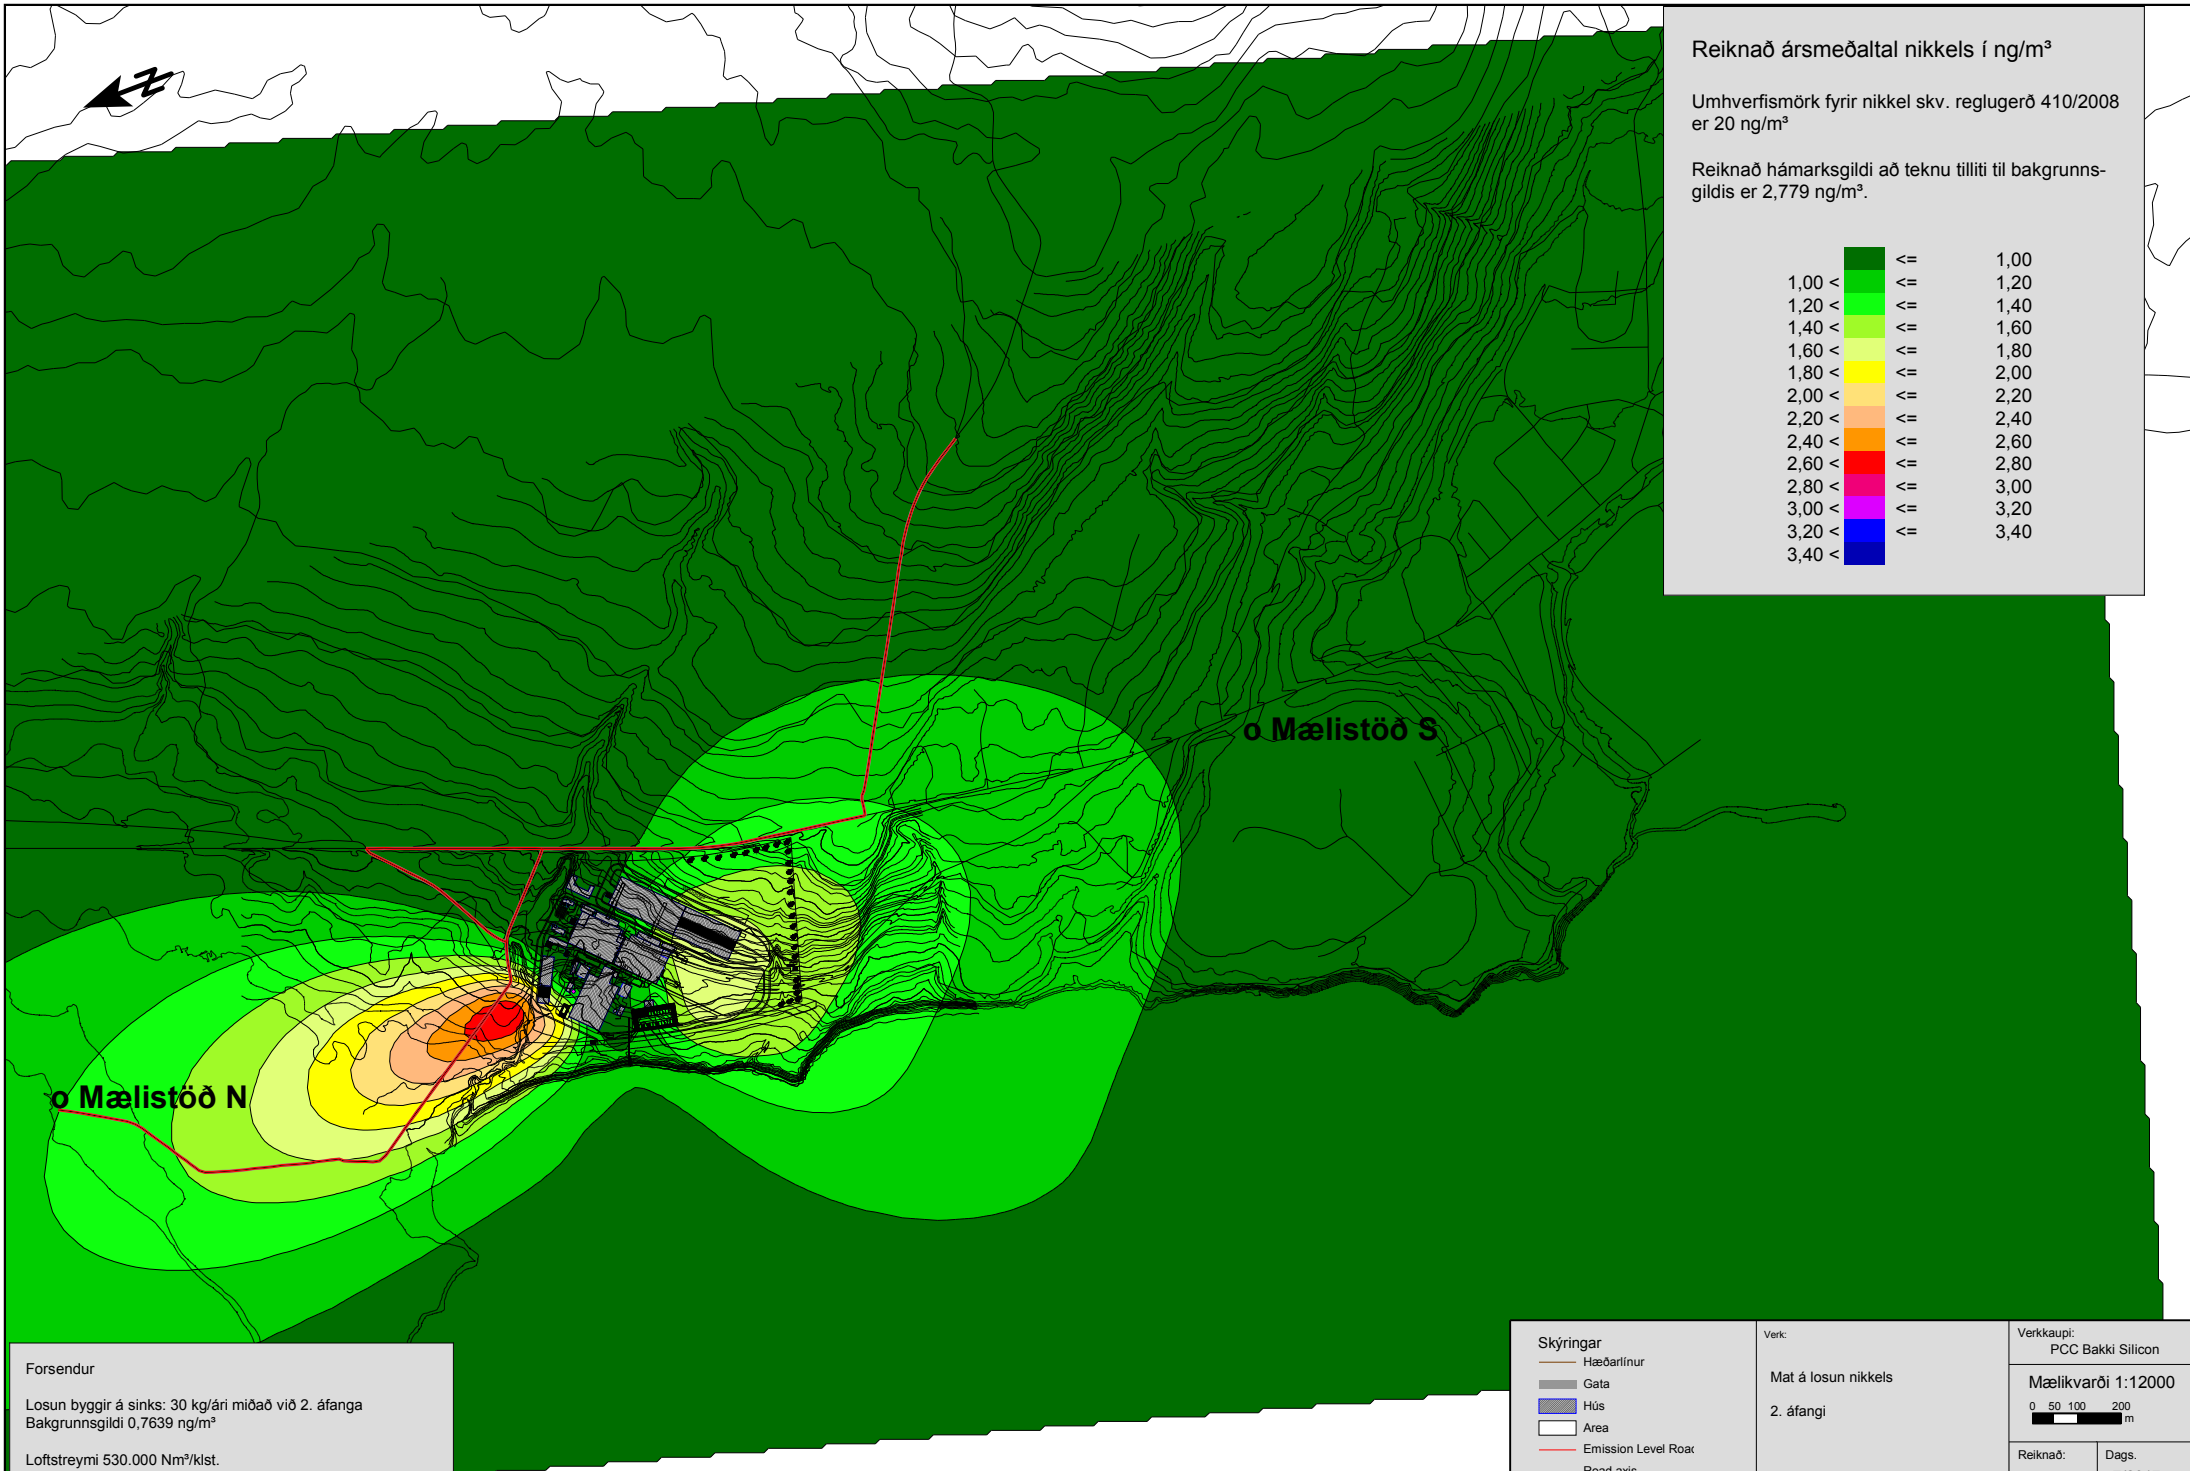 N
Reiknað ársmeðaltal nikkels í ng/m³
Umhverfismörk fyrir nikkel skv. reglugerð 410/2008
er 20 ng/m³
Reiknað hámarksgildi að teknu tilliti til bakgrunns-
gildis er 2,779 ng/m³.
<= 1,00
1,00 < <= 1,20
1,20 < <= 1,40
1,40 < <= 1,60
1,60 < <= 1,80
1,80 < <= 2,00
2,00 < <= 2,20
2,20 < <= 2,40
2,40 < <= 2,60
2,60 < <= 2,80
2,80 < <= 3,00
3,00 < <= 3,20
3,20 < <= 3,40
3,40 <
o Mælistöð S
o Mælistöð N
Forsendur
Losun byggir á sinks: 30 kg/ári miðað við 2. áfanga
Bakgrunnsgildi 0,7639 ng/m³
Loftstreymi 530.000 Nm³/klst.
Skýringar
Hæðarlínur
Gata
Hús
Area
Emission Level Road
Road axis
Verk:
Mat á losun nikkels
2. áfangi
Verkkaupi:
PCC Bakki Silicon
Mælikvarði 1:12000
0 50 100 200
m
Reiknað:
Dags.